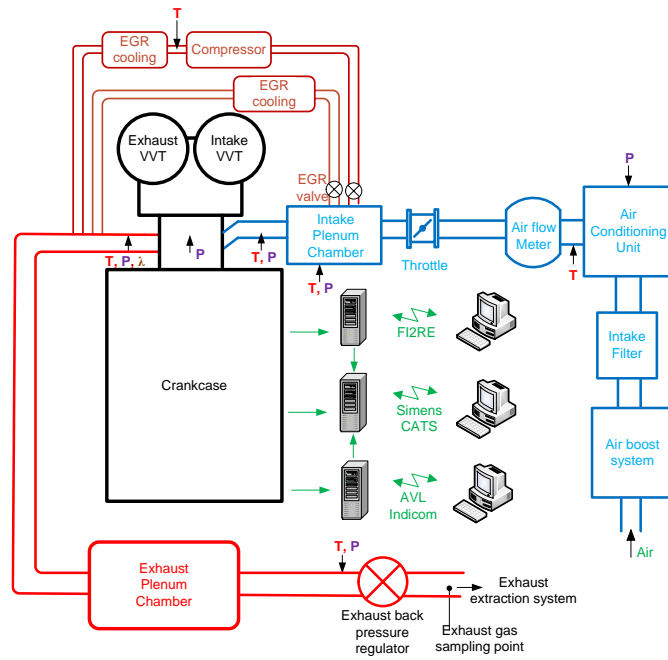 T
EGR
cooling
Compressor
EGR
cooling
Exhaust
VVT
Intake
VVT
EGR
valve
P
Intake
Plenum
Chamber
Air flow
Meter
Air
Conditioning
Unit
T, P, λ
P
T, P
T, P
Throttle
T
FI2RE
Intake
Filter
Crankcase
Simens
CATS
Air boost
system
AVL
Indicom
Air
T, P
Exhaust
Plenum
Chamber
Exhaust
extraction system
Exhaust back
pressure
regulator
Exhaust gas
sampling point